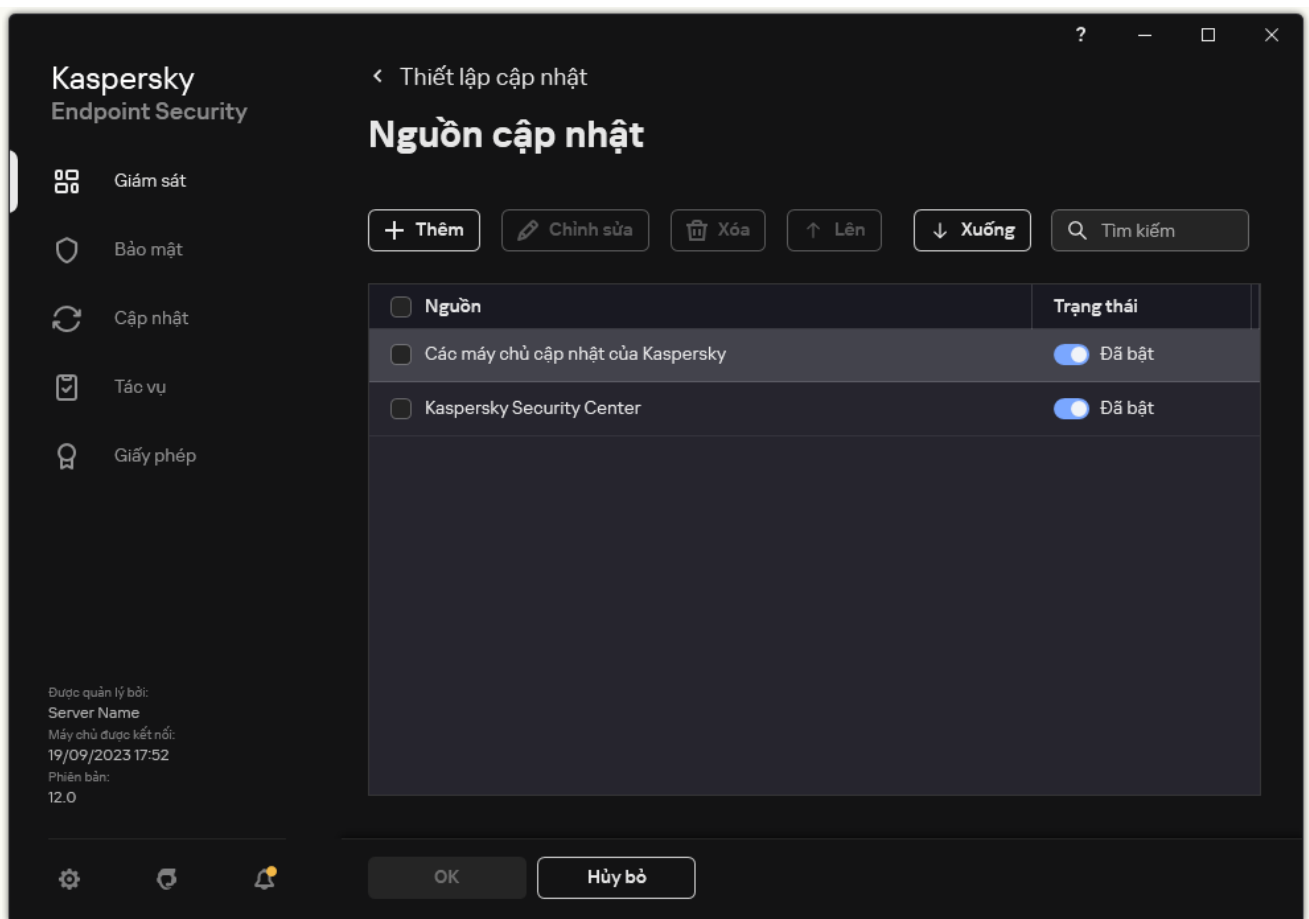 ?
Kaspersky
Endpoint Security
Giám sát
Bảo mật
Cập nhật
Tác vụ
Giấy phép
Được quản lý bởi:
Server Name
Máy chủ được kết nối:
19/09/2023 17:52
Phiên bản:
12.0
Thiết lập cập nhật
Nguồn cập nhật
Thêm Chỉnh sửa Xóa Lên Xuống Tìm kiếm
Nguồn Trạng thái
Các máy chủ cập nhật của Kaspersky Đã bật
Kaspersky Security Center Đã bật
OK Hủy bỏ